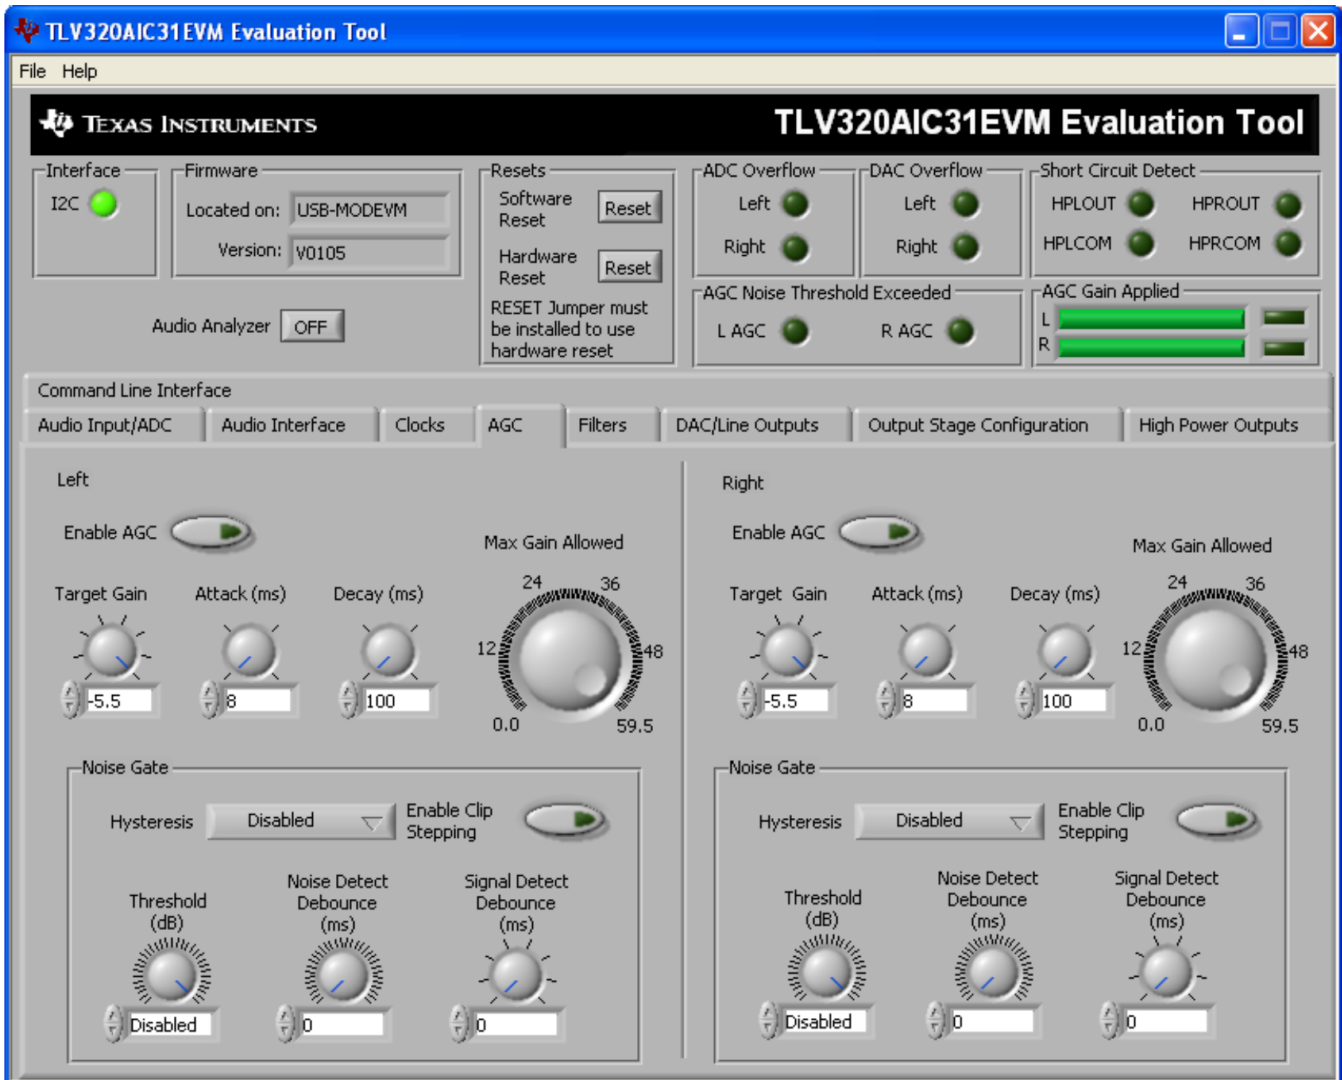 TLV320AIC31EVM Evaluation Tool
File Help
TEXAS INSTRUMENTS
TLV320AIC31EVM Evaluation Tool
Interface
I2C
Firmware
Located on: USB-MODEVM
Version: V0105
Audio Analyzer OFF
Resets
Software Reset Reset
Hardware Reset Reset
RESET Jumper must
be installed to use
hardware reset
ADC Overflow
Left
Right
DAC Overflow
Left
Right
Short Circuit Detect
HPLOUT HPROUT
HPLCOM HPRCOM
AGC Noise Threshold Exceeded
L AGC R AGC
AGC Gain Applied
L
R
Command Line Interface
Audio Input/ADC Audio Interface Clocks AGC Filters DAC/Line Outputs Output Stage Configuration High Power Outputs
Left
Enable AGC
Target Gain Attack (ms) Decay (ms)
-5.5 8 100
Max Gain Allowed
24 36
12 48
0.0 59.5
Noise Gate
Hysteresis Disabled Enable Clip
Stepping
Threshold
(dB)
Disabled
Noise Detect
Debounce
(ms)
0
Signal Detect
Debounce
(ms)
0
Right
Enable AGC
Target Gain Attack (ms) Decay (ms)
-5.5 8 100
Max Gain Allowed
24 36
12 48
0.0 59.5
Noise Gate
Hysteresis Disabled Enable Clip
Stepping
Threshold
(dB)
Disabled
Noise Detect
Debounce
(ms)
0
Signal Detect
Debounce
(ms)
0